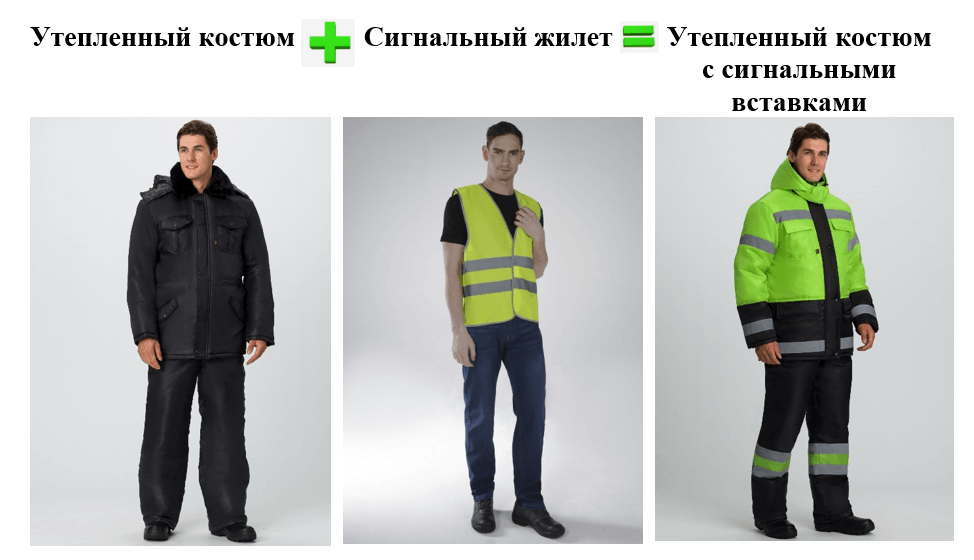 Утепленный костюм + Сигнальный жилет = Утепленный костюм
с сигнальными
вставками